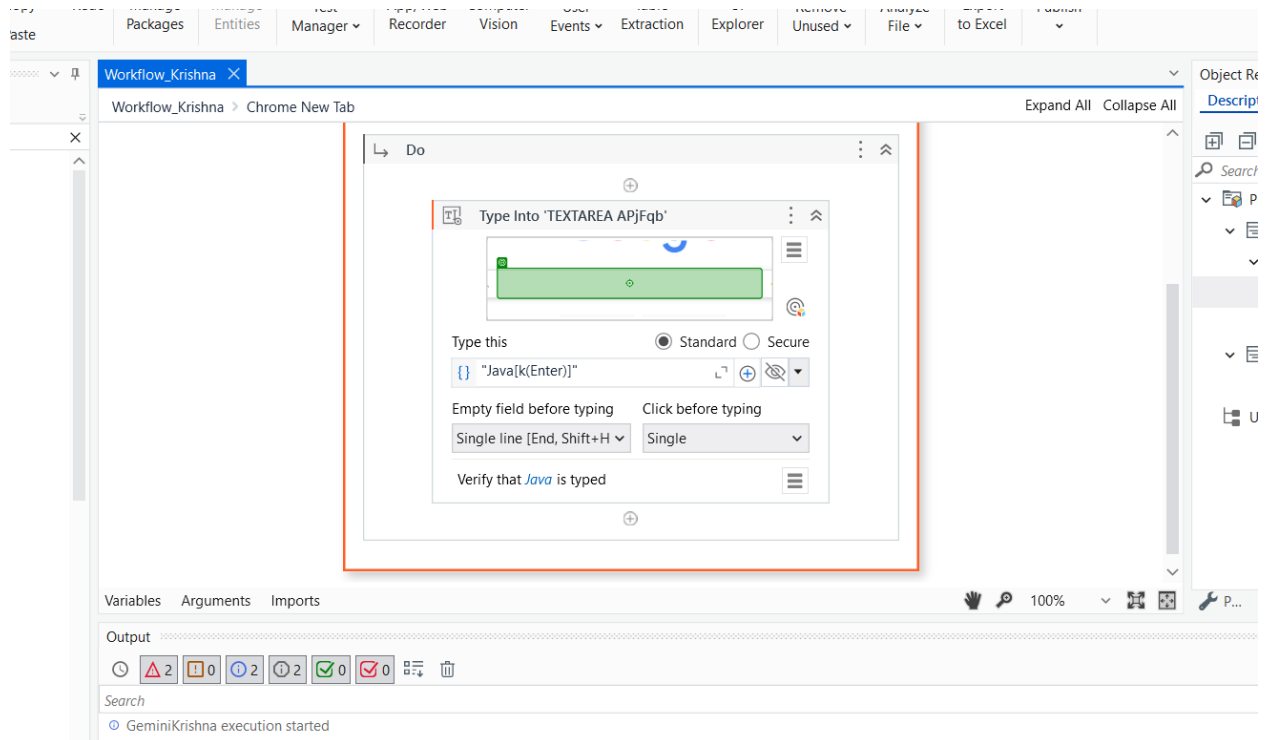 Packages Entities Manager Recorder Vision Events Extraction Explorer Unused File to Excel
Workflow_Krishna
Workflow_Krishna > Chrome New Tab
Expand All Collapse All
Do
Type Into 'TEXTAREA APjFqb'
Type this
Standard
Secure
{} "Java[k(Enter)]"
Empty field before typing
Click before typing
Single line [End, Shift+H
Single
Verify that Java is typed
Search
Variables Arguments Imports
100%
P...
Output
2 0 2 2 0 0
Search
GeminiKrishna execution started